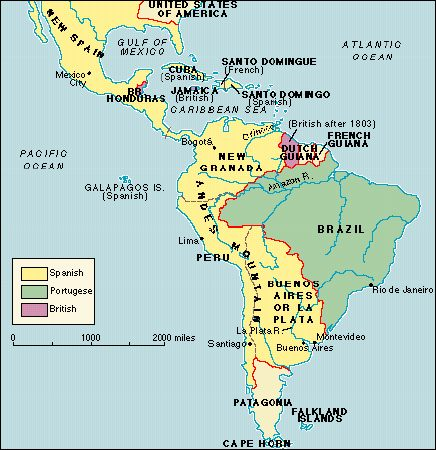 UNITED STATES
OF AMERICA
NEW SPAIN
GULF OF
MEXICO
ATLANTIC
OCEAN
SANTO DOMINGUE
(French)
CUBA
(Spanish)
Mexico
City
JAMAICA
(British)
SANTO DOMINGO
(Spanish)
BR.
HONDURAS
CARIBBEAN SEA
(British after 1803)
Orinoco
FRENCH
GUIANA
DUTCH
GUIANA
Bogotá
NEW
GRANADA
PACIFIC
OCEAN
GALAPAGOS IS.
(Spanish)
Amazon R.
ANDES MOUNTAINS
BRAZIL
Lima
PERU
Spanish
Portugese
British
BUENOS
AIRES
OR LA
PLATA
Rio de Janeiro
0 1000 2000 miles
La Plata R.
Montevideo
Santiago
Buenos Aires
PATAGONIA
FALKLAND
ISLANDS
CAPE HORN